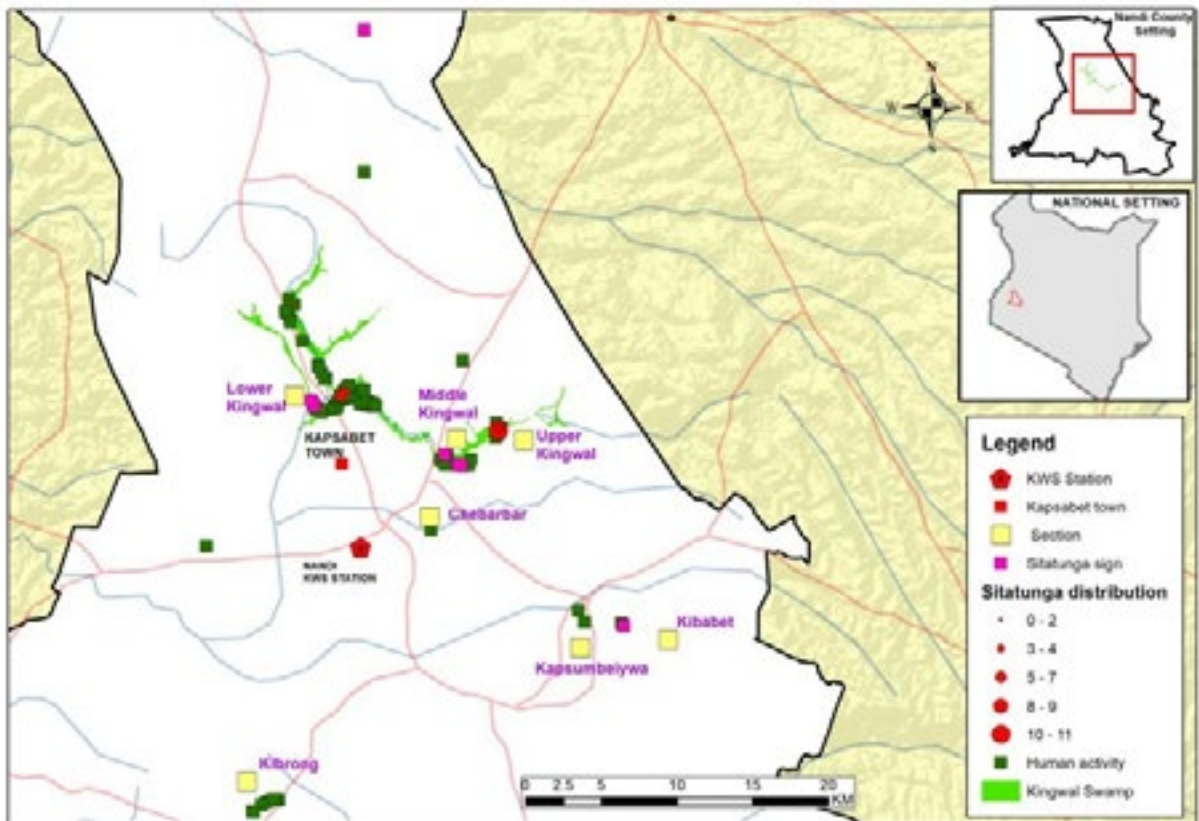 Nandi County
Setting
N
W
E
S
NATIONAL SETTING
Lower
Kingwal
Middle
Kingwal
KAPSABET
TOWN
Upper
Kingwal
Chebarbar
NANDI
KWS STATION
Kibabet
Kapsumbeiywa
Kibrong
0 2.5 5 10 15 20
KM
Legend
KWS Station
Kapsabet town
Section
Sitatunga sign
Sitatunga distribution
0 - 2
3 - 4
5 - 7
8 - 9
10 - 11
Human activity
Kingwal Swamp